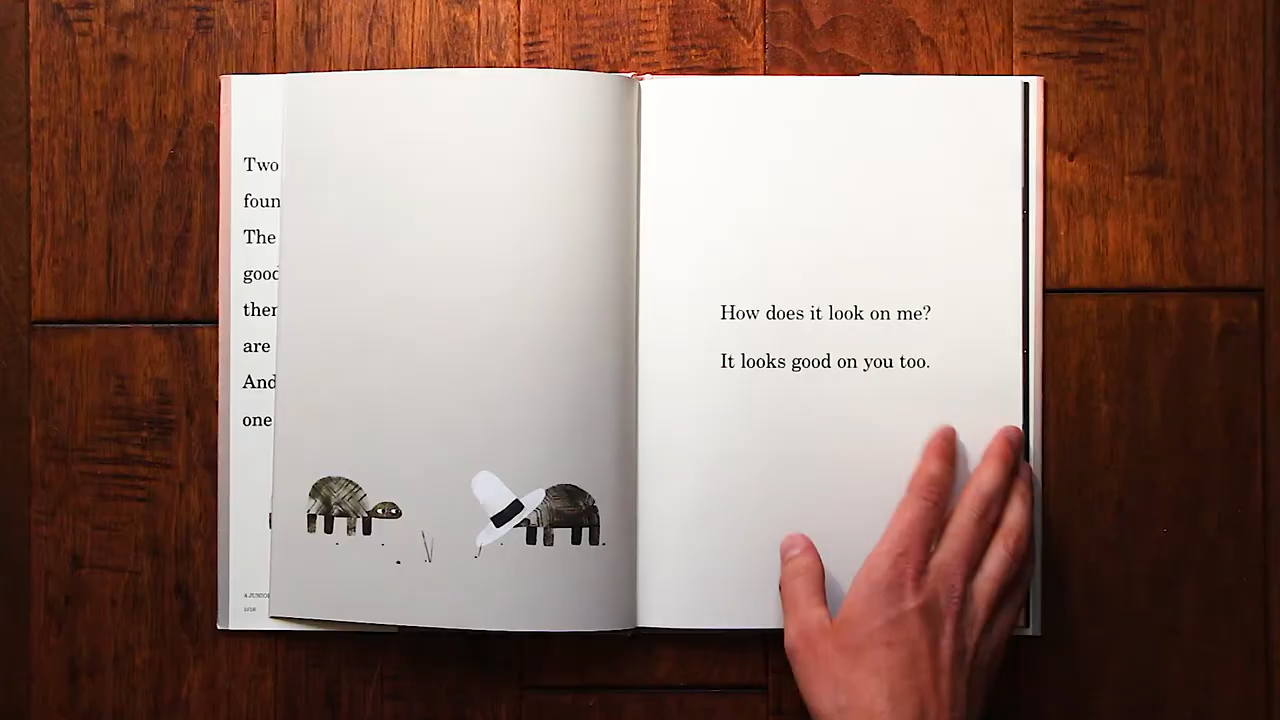 Two
foun
The
good
ther
are
And
one
How does it look on me?
It looks good on you too.